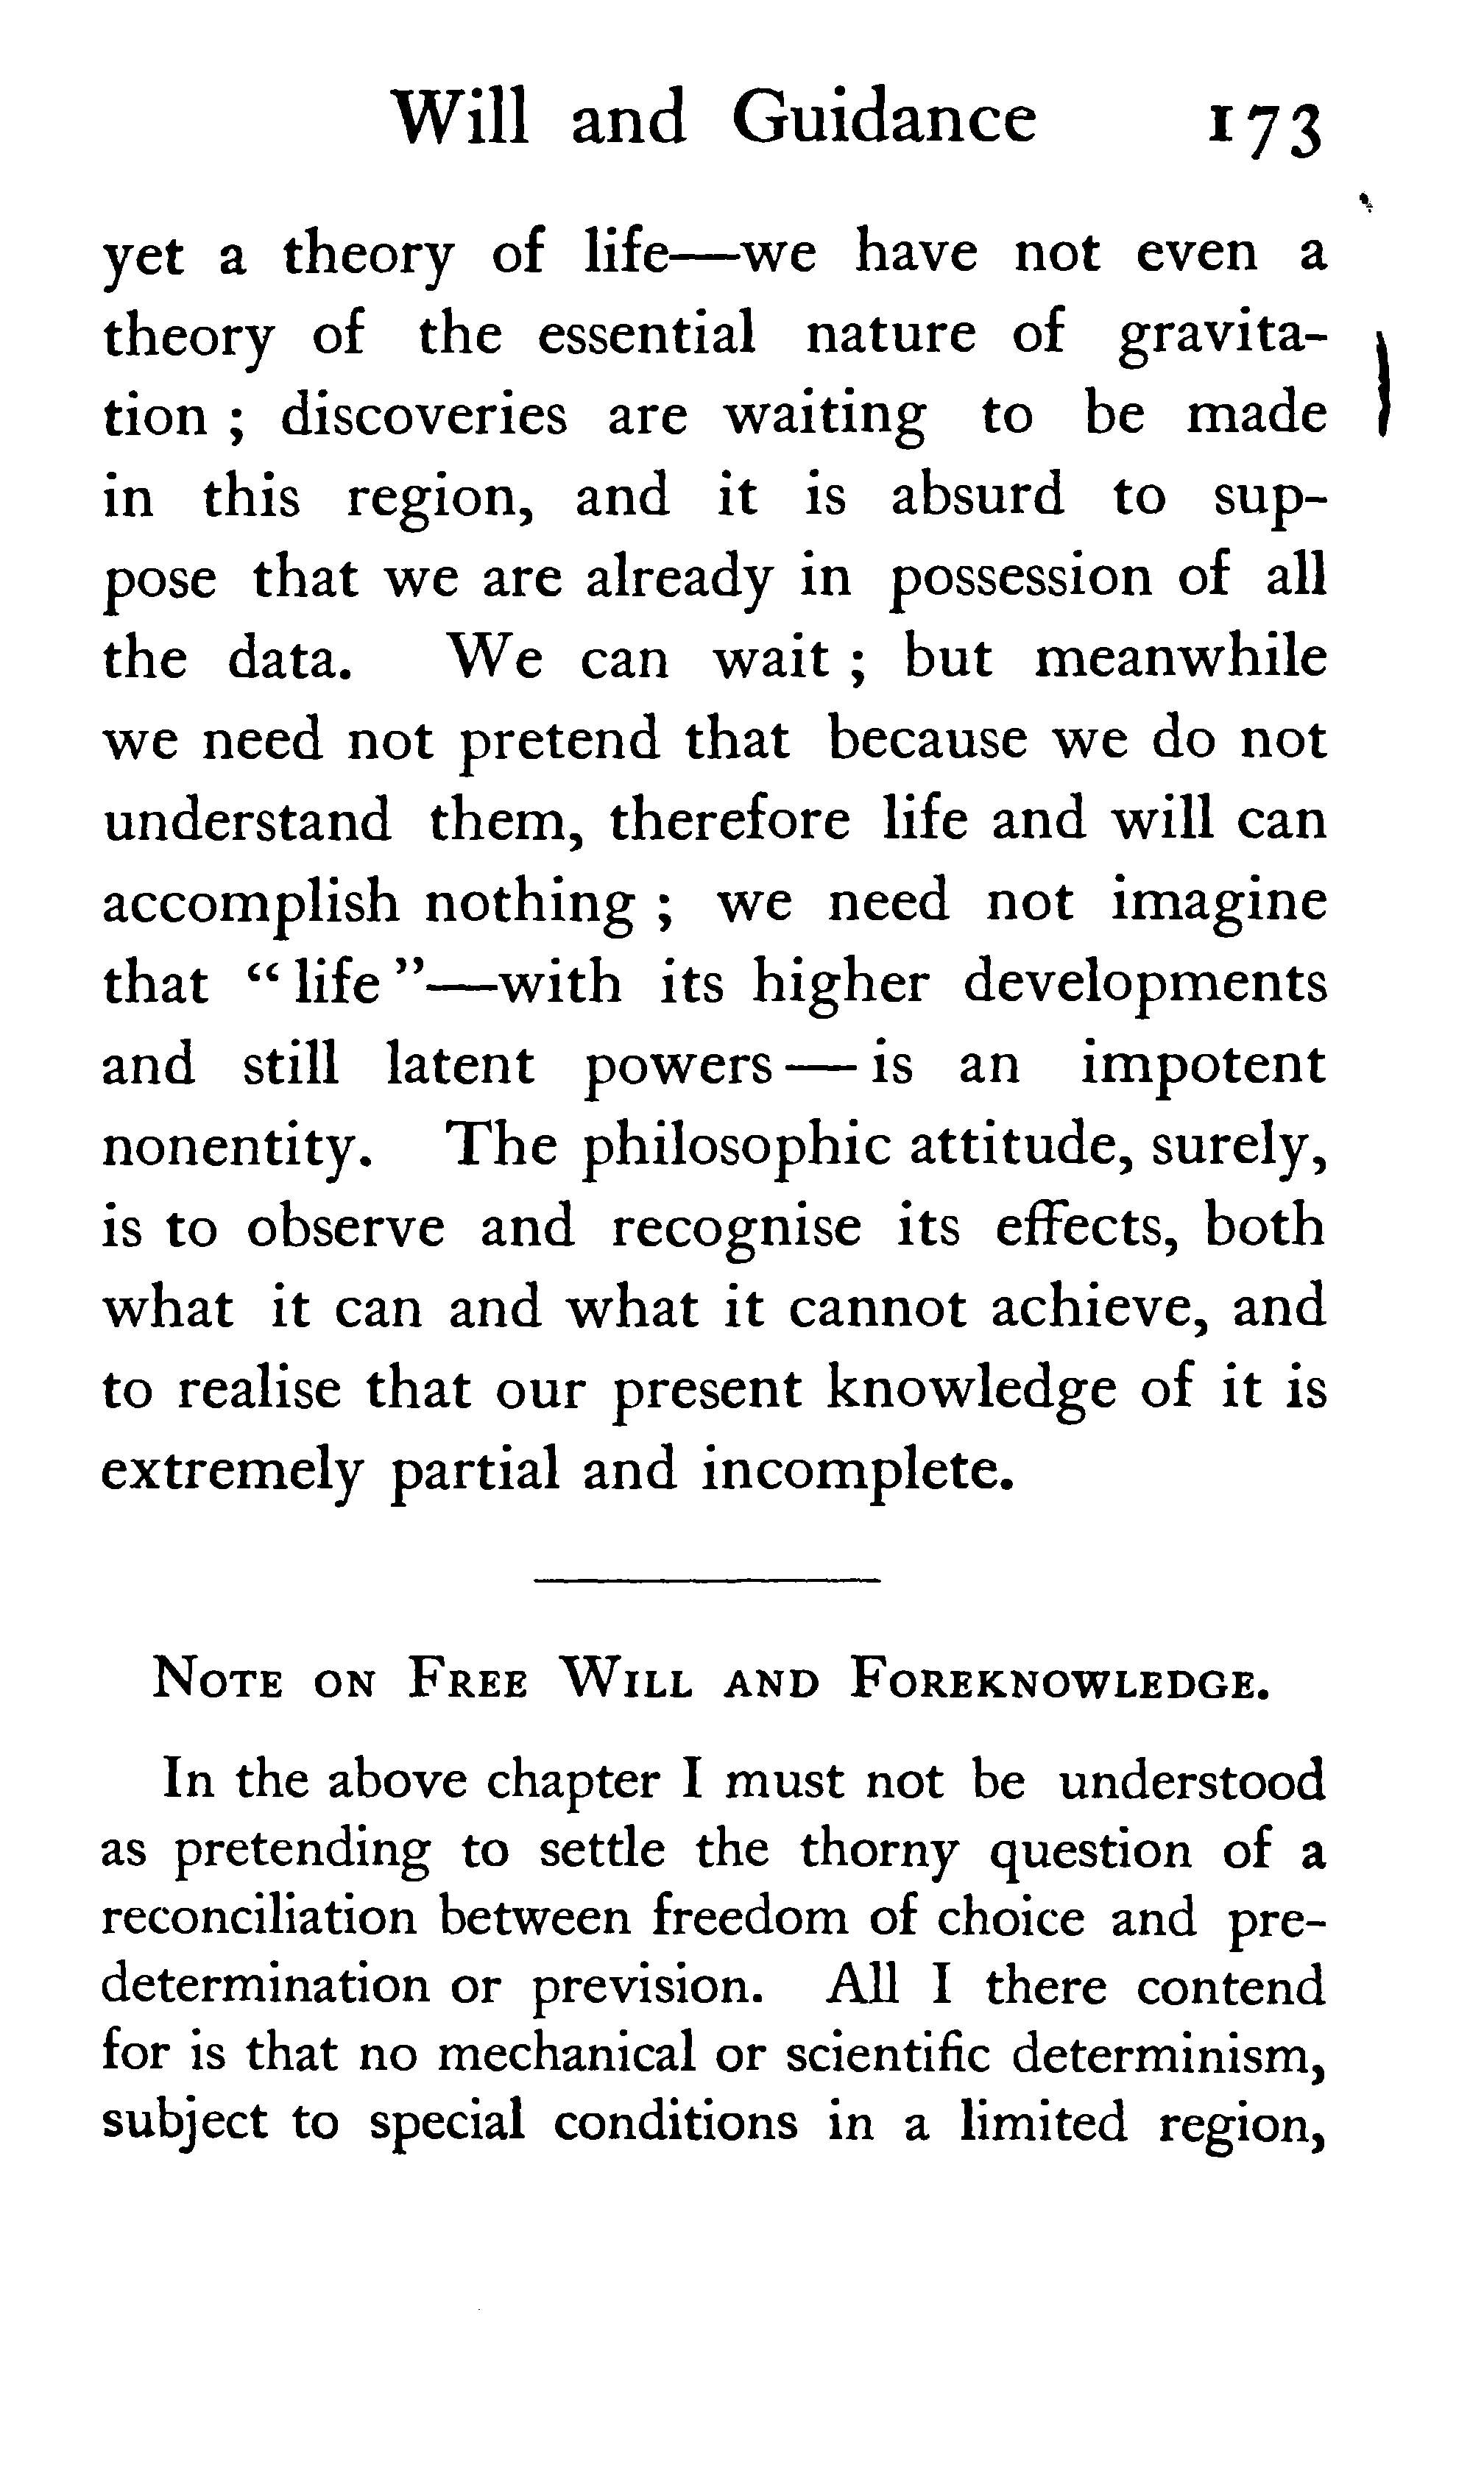 Will and Guidance 173
yet a theory of life—we have not even a
theory of the essential nature of gravita-
tion ; discoveries are waiting to be made
in this region, and it is absurd to sup-
pose that we are already in possession of all
the data. We can wait ; but meanwhile
we need not pretend that because we do not
understand them, therefore life and will can
accomplish nothing ; we need not imagine
that “ life ”—with its higher developments
and still latent powers — is an impotent
nonentity. The philosophic attitude, surely,
is to observe and recognise its effects, both
what it can and what it cannot achieve, and
to realise that our present knowledge of it is
extremely partial and incomplete.
Note on Free Will and Foreknowledge.
In the above chapter I must not be understood
as pretending to settle the thorny question of a
reconciliation between freedom of choice and pre-
determination or prevision. All I there contend
for is that no mechanical or scientific determinism,
subject to special conditions in a limited region,